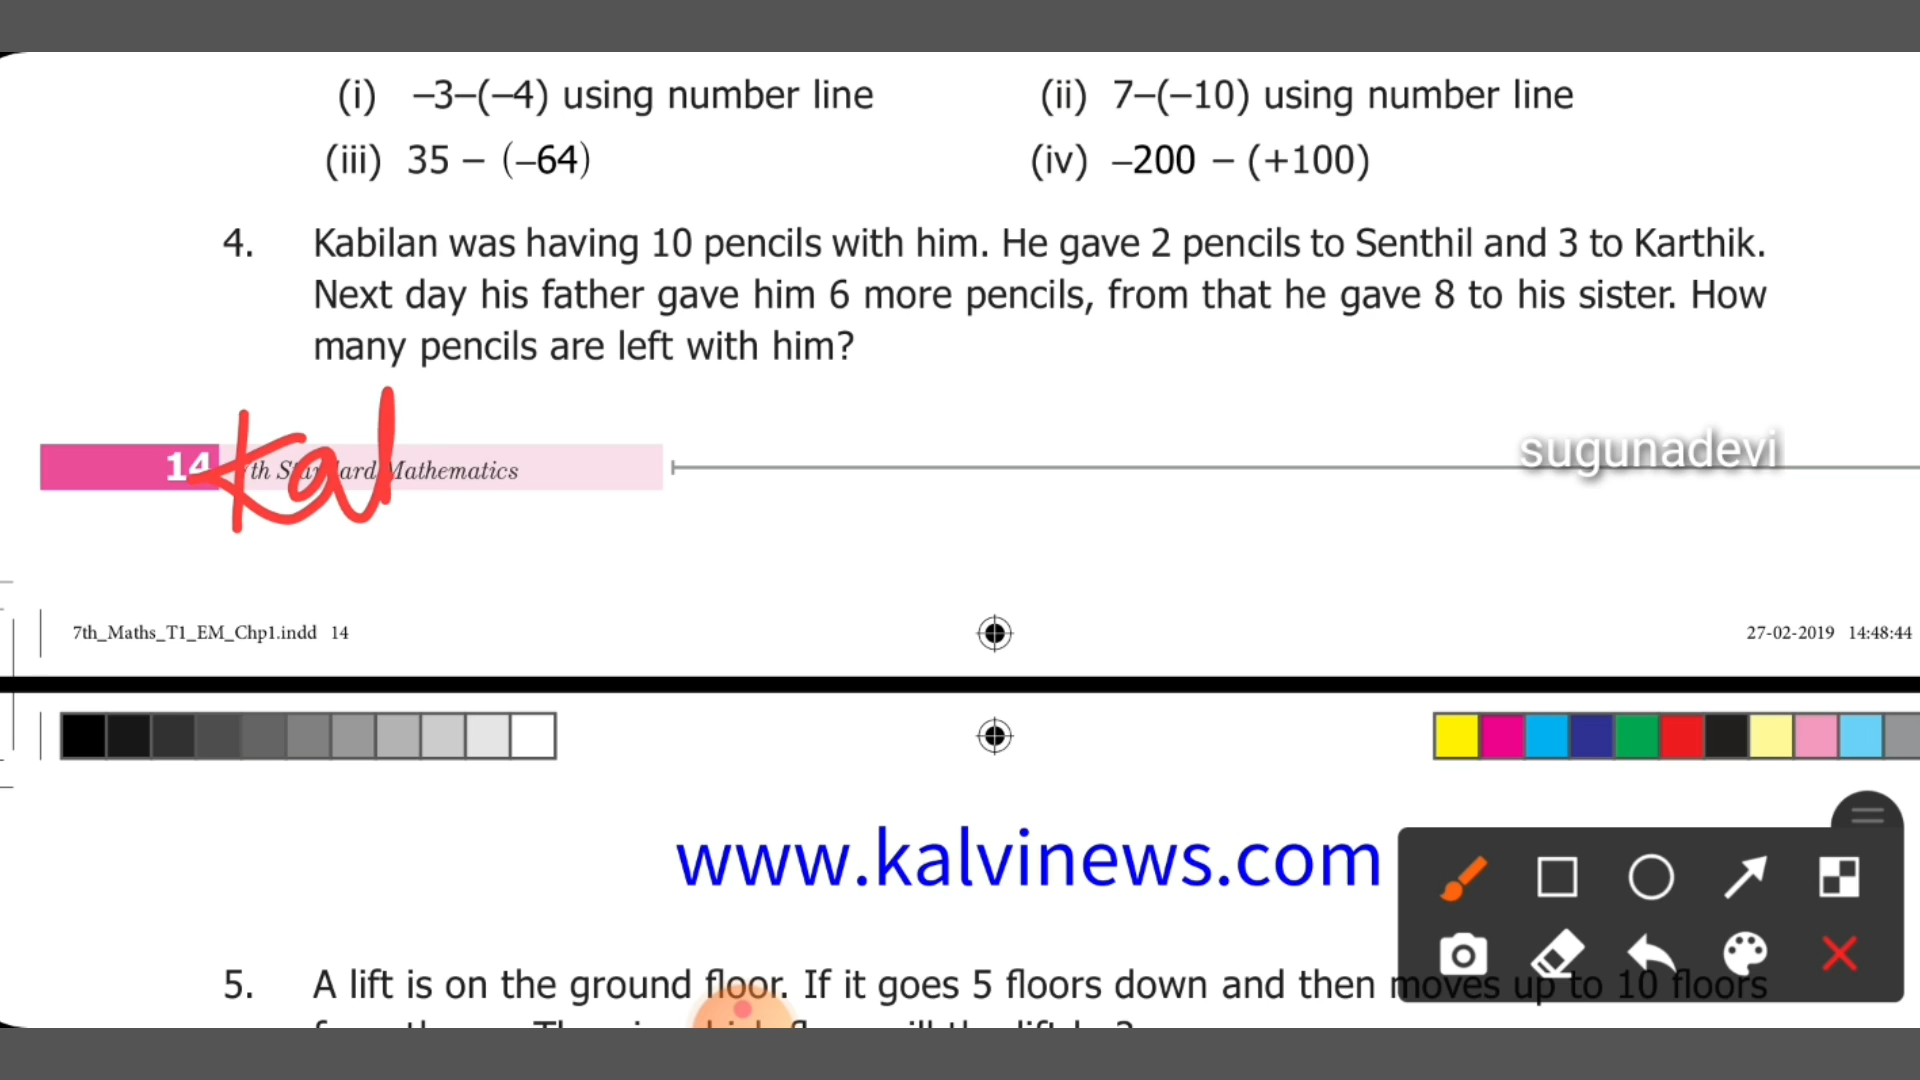 (i) –3–(–4) using number line (ii) 7–(–10) using number line
(iii) 35 – (–64) (iv) –200 – (+100)
4. Kabilan was having 10 pencils with him. He gave 2 pencils to Senthil and 3 to Karthik.
Next day his father gave him 6 more pencils, from that he gave 8 to his sister. How
many pencils are left with him?
Kal
14 7th Standard Mathematics
sugunadevi
7th_Maths_T1_EM_Chp1.indd 14 27-02-2019 14:48:44
www.kalvinews.com
5. A lift is on the ground floor. If it goes 5 floors down and then moves up to 10 floors